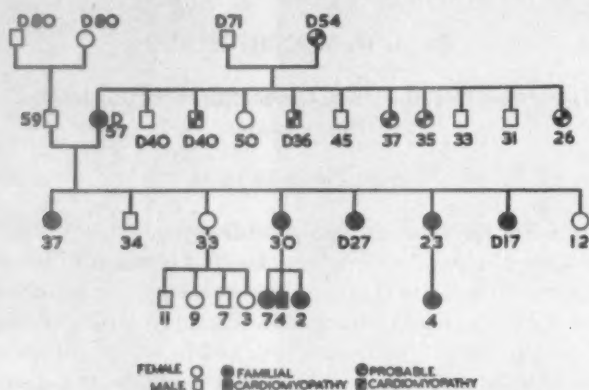 D80 D80 D71 D54
59 D 57 D40 D40 50 D36 45 37 35 33 31 26
37 34 33 30 D27 23 D17 12
11 9 7 3 7 4 2 4
FEMALE FAMILIAL PROBABLE
MALE CARDIOMYOPATHY CARDIOMYOPATHY